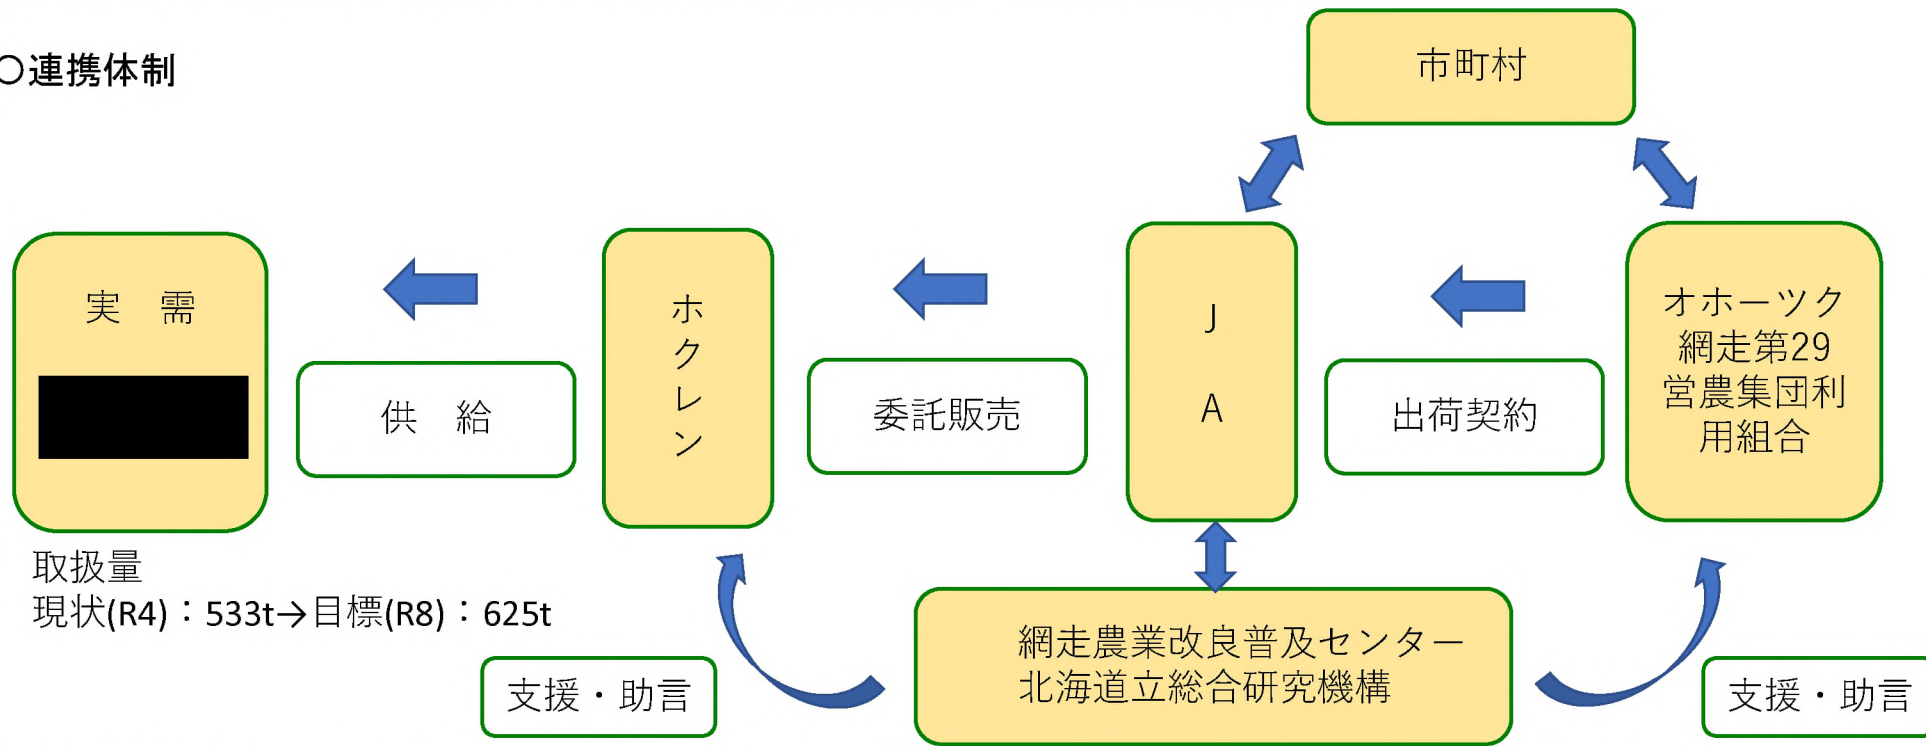 ○連携体制
市町村
実　需
供　給
ホクレン
委託販売
JA
出荷契約
オホーツク
網走第29
営農集団利
用組合
取扱量
現状(R4)：533t→目標(R8)：625t
支援・助言
網走農業改良普及センター
北海道立総合研究機構
支援・助言